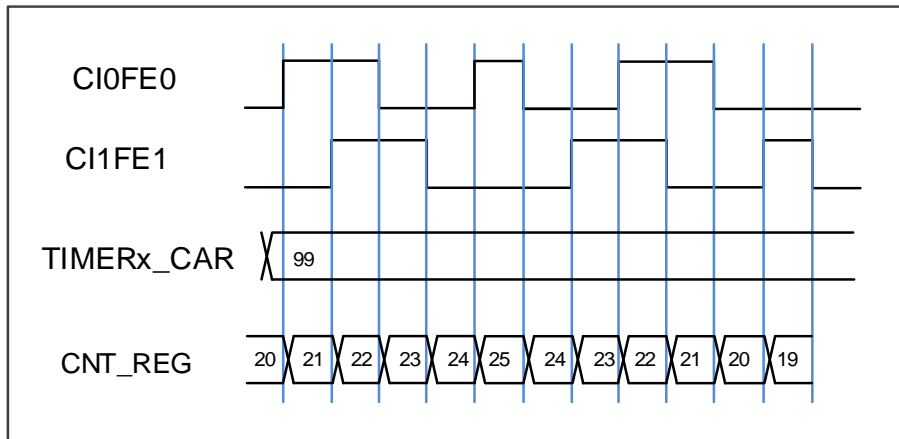 CI0FE0
CI1FE1
TIMERx_CAR 99
CNT_REG 20 21 22 23 24 25 24 23 22 21 20 19